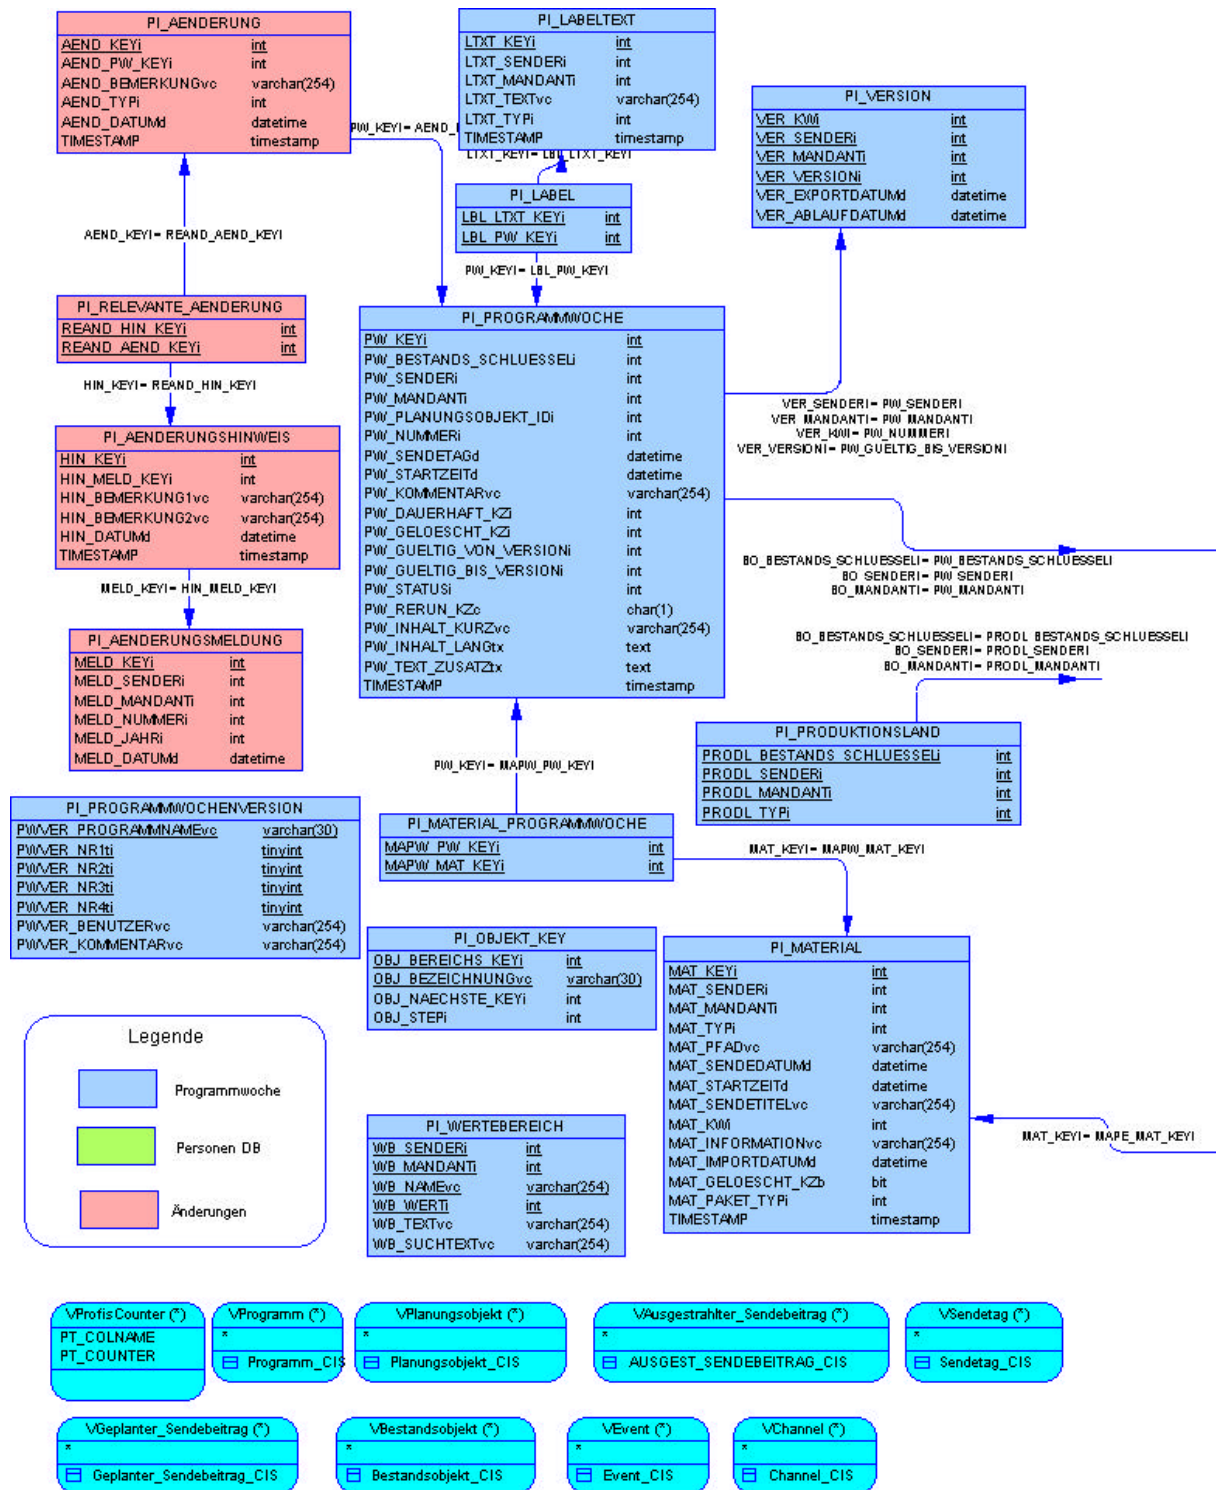 PI_AENDERUNG
AEND_KEYi int
AEND_PW_KEYi int
AEND_BEMERKUNGvc varchar(254)
AEND_TYPi int
AEND_DATUMd datetime
TIMESTAMP timestamp
PI_LABELTEXT
LTXT_KEYi int
LTXT_SENDERi int
LTXT_MANDANTi int
LTXT_TEXTvc varchar(254)
LTXT_TYPi int
TIMESTAMP timestamp
PI_VERSION
VER_KWi int
VER_SENDERi int
VER_MANDANTi int
VER_VERSIONi int
VER_EXPORTDATUMd datetime
VER_ABLAUFDATUMd datetime
PW_KEYI = AEND_
LTXT_KEYI = LBL_LTXT_KEYI
PI_LABEL
LBL_LTXT_KEYi int
LBL_PW_KEYi int
AEND_KEYI = REAND_AEND_KEYI
PW_KEYI = LBL_PW_KEYI
PI_RELEVANTE_AENDERUNG
REAND_HIN_KEYi int
REAND_AEND_KEYi int
HIN_KEYI = REAND_HIN_KEYI
PI_PROGRAMMWOCHE
PW_KEYi int
PW_BESTANDS_SCHLUESSELi int
PW_SENDERi int
PW_MANDANTi int
PW_PLANUNGSOBJEKT_IDi int
PW_NUMMERi int
PW_SENDETAGd datetime
PW_STARTZEITd datetime
PW_KOMMENTARvc varchar(254)
PW_DAUERHAFT_KZi int
PW_GELOESCHT_KZi int
PW_GUELTIG_VON_VERSIONi int
PW_GUELTIG_BIS_VERSIONi int
PW_STATUSi int
PW_RERUN_KZc char(1)
PW_INHALT_KURZvc varchar(254)
PW_INHALT_LANGtx text
PW_TEXT_ZUSATZtx text
TIMESTAMP timestamp
VER_SENDERI = PW_SENDERI
VER_MANDANTI = PW_MANDANTI
VER_KWI = PW_NUMMERI
VER_VERSIONI = PW_GUELTIG_BIS_VERSIONI
PI_AENDERUNGSHINWEIS
HIN_KEYi int
HIN_MELD_KEYi int
HIN_BEMERKUNG1vc varchar(254)
HIN_BEMERKUNG2vc varchar(254)
HIN_DATUMd datetime
TIMESTAMP timestamp
BO_BESTANDS_SCHLUESSELI = PW_BESTANDS_SCHLUESSELI
BO_SENDERI = PW_SENDERI
BO_MANDANTI = PW_MANDANTI
MELD_KEYI = HIN_MELD_KEYI
PI_AENDERUNGSMELDUNG
MELD_KEYi int
MELD_SENDERi int
MELD_MANDANTi int
MELD_NUMMERi int
MELD_JAHRi int
MELD_DATUMd datetime
BO_BESTANDS_SCHLUESSELI = PRODL_BESTANDS_SCHLUESSELI
BO_SENDERI = PRODL_SENDERI
BO_MANDANTI = PRODL_MANDANTI
PI_PRODUKTIONSLAND
PRODL_BESTANDS_SCHLUESSELi int
PRODL_SENDERi int
PRODL_MANDANTi int
PRODL_TYPi int
PW_KEYI = MAPW_PW_KEYI
PI_PROGRAMMWOCHENVERSION
PWVER_PROGRAMMNAMEvc varchar(30)
PWVER_NR1ti tinyint
PWVER_NR2ti tinyint
PWVER_NR3ti tinyint
PWVER_NR4ti tinyint
PWVER_BENUTZERvc varchar(254)
PWVER_KOMMENTARvc varchar(254)
PI_MATERIAL_PROGRAMMWOCHE
MAPW_PW_KEYi int
MAPW_MAT_KEYi int
MAT_KEYI = MAPW_MAT_KEYI
PI_OBJEKT_KEY
OBJ_BEREICHS_KEYi int
OBJ_BEZEICHNUNGvc varchar(30)
OBJ_NAECHSTE_KEYi int
OBJ_STEPi int
PI_MATERIAL
MAT_KEYi int
MAT_SENDERi int
MAT_MANDANTi int
MAT_TYPi int
MAT_PFADvc varchar(254)
MAT_SENDEDATUMd datetime
MAT_STARTZEITd datetime
MAT_SENDETITELvc varchar(254)
MAT_KWi int
MAT_INFORMATIONvc varchar(254)
MAT_IMPORTDATUMd datetime
MAT_GELOESCHT_KZb bit
MAT_PAKET_TYPi int
TIMESTAMP timestamp
MAT_KEYI = MAPE_MAT_KEYI
Legende
Programmwoche
Personen DB
Änderungen
PI_WERTEBEREICH
WB_SENDERi int
WB_MANDANTi int
WB_NAMEvc varchar(254)
WB_WERTi int
WB_TEXTvc varchar(254)
WB_SUCHTEXTvc varchar(254)
VProfisCounter (*)
PT_COLNAME
PT_COUNTER
VProgramm (*)
*
Programm_CIS
VPlanungsobjekt (*)
*
Planungsobjekt_CIS
VAusgestrahlter_Sendebeitrag (*)
*
AUSGEST_SENDEBEITRAG_CIS
VSendetag (*)
*
Sendetag_CIS
VGeplanter_Sendebeitrag (*)
*
Geplanter_Sendebeitrag_CIS
VBestandsobjekt (*)
*
Bestandsobjekt_CIS
VEvent (*)
*
Event_CIS
VChannel (*)
*
Channel_CIS